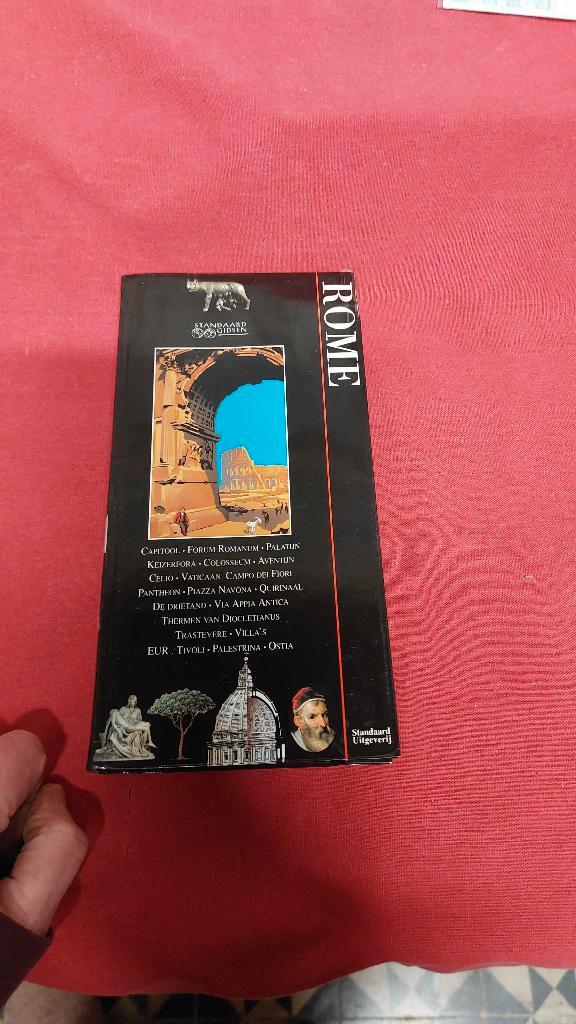 ROME
STANDAARD
GIDSEN
CAPITOOL • FORUM ROMANUM • PALATIJN
KEIZERFORA • COLOSSEUM • AVENTIJN
CELIO • VATICAAN CAMPO DEI FIORI
PANTHEON • PIAZZA NAVONA • QUIRINAAL
DE DRIETAND • VIA APPIA ANTICA
THERMEN VAN DIOCLETIANUS
TRASTEVERE • VILLA'S
EUR . TIVOLI • PALESTRINA • OSTIA
Standaard
Uitgeverij